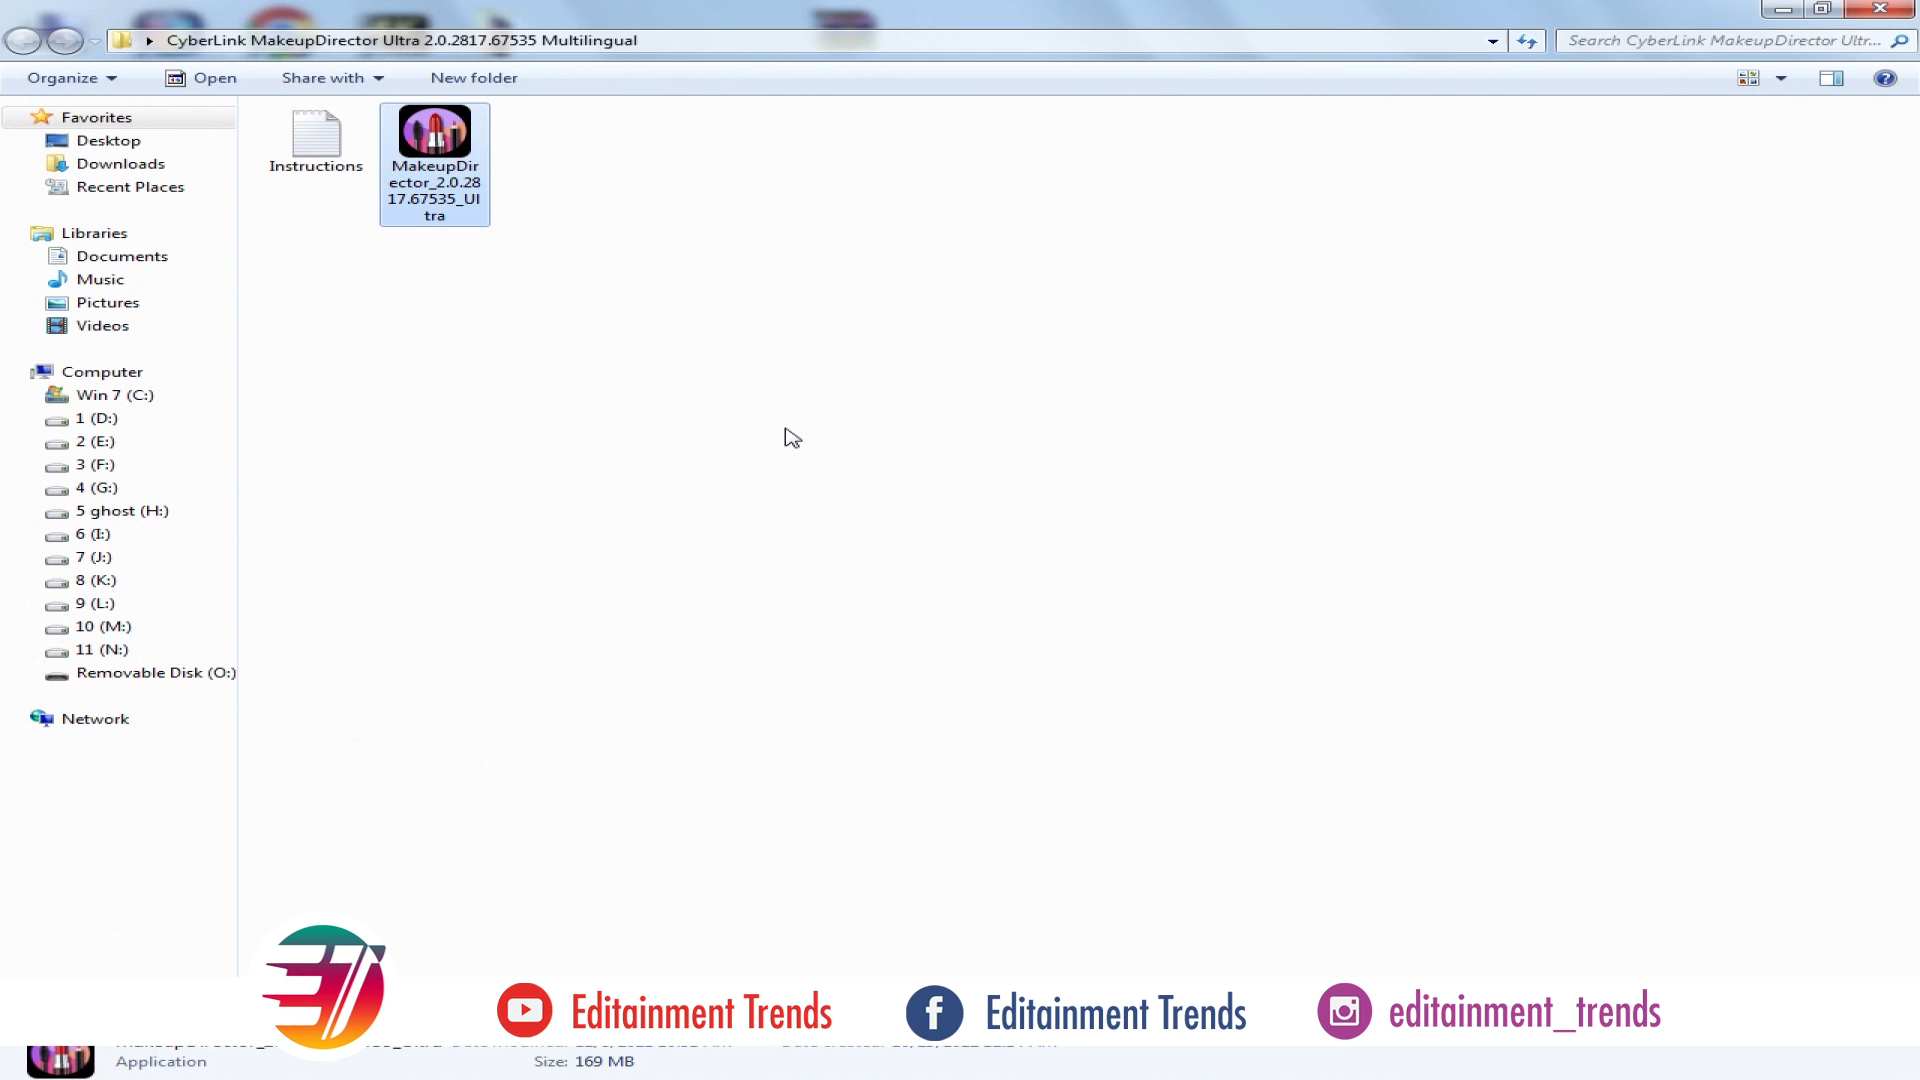 CyberLink MakeupDirector Ultra 2.0.2817.67535 Multilingual
Search CyberLink MakeupDirector Ultr...
Organize
Open
Share with
New folder
Favorites
Desktop
Downloads
Recent Places
Libraries
Documents
Music
Pictures
Videos
Computer
Win 7 (C:)
1 (D:)
2 (E:)
3 (F:)
4 (G:)
5 ghost (H:)
6 (I:)
7 (J:)
8 (K:)
9 (L:)
10 (M:)
11 (N:)
Removable Disk (O:)
Network
Instructions
MakeupDir
ector_2.0.28
17.67535_Ul
tra
Editainment Trends
Editainment Trends
editainment_trends
Application
Size: 169 MB